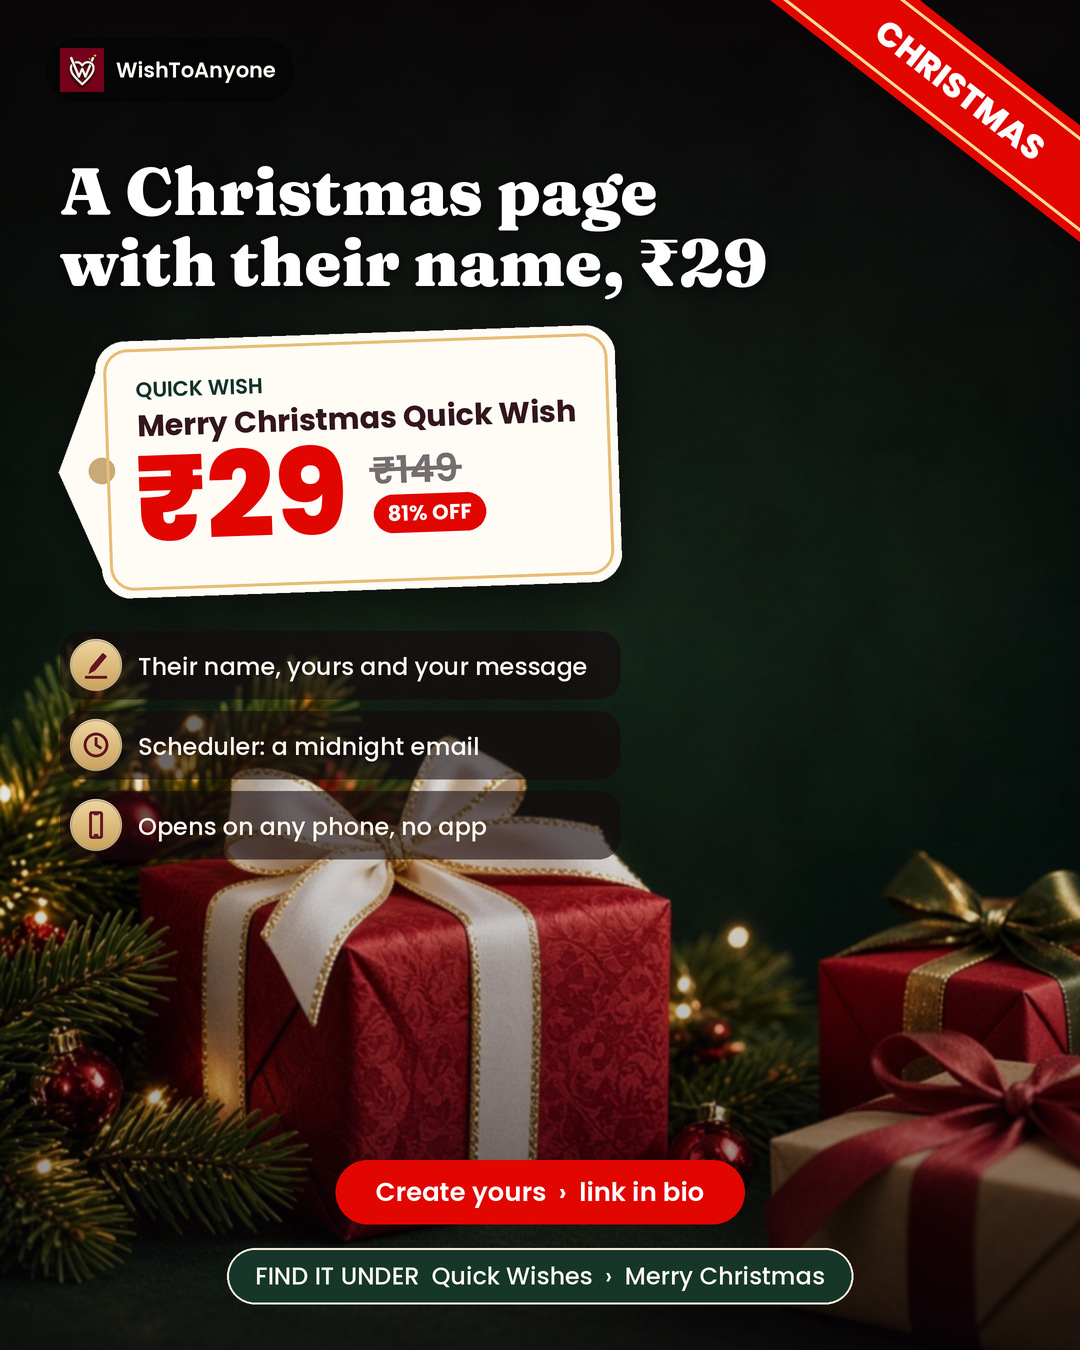 WishToAnyone
CHRISTMAS
A Christmas page
with their name, ₹29
QUICK WISH
Merry Christmas Quick Wish
₹29
₹149
81% OFF
Their name, yours and your message
Scheduler: a midnight email
Opens on any phone, no app
Create yours › link in bio
FIND IT UNDER Quick Wishes › Merry Christmas